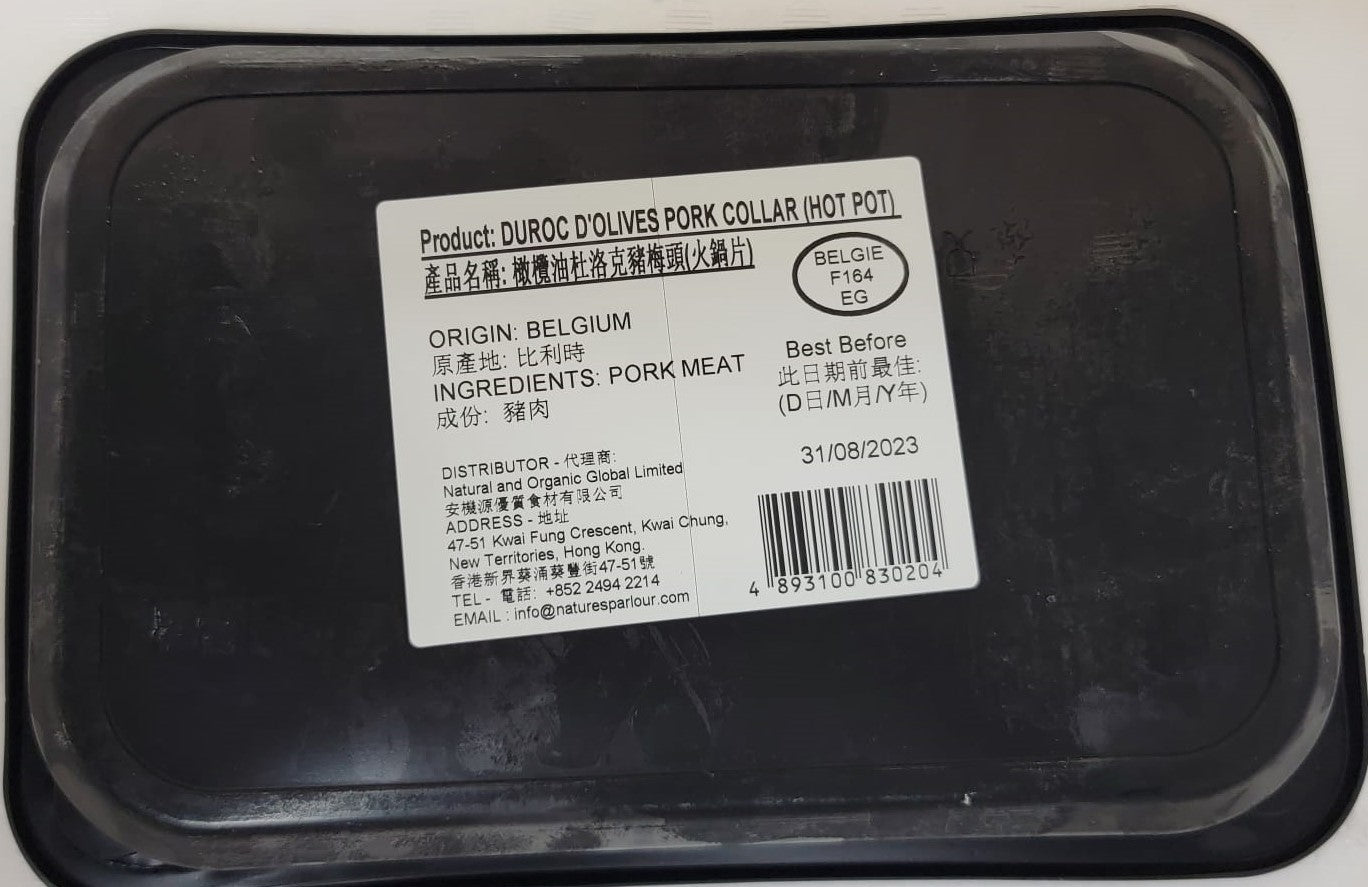 Product: DUROC D'OLIVES PORK COLLAR (HOT POT)
產品名稱: 橄欖油杜洛克豬梅頭(火鍋片)
BELGIE
F164
EG
ORIGIN: BELGIUM
原產地: 比利時
INGREDIENTS: PORK MEAT
成份: 豬肉
Best Before
此日期前最佳:
(D日/M月/Y年)
31/08/2023
DISTRIBUTOR - 代理商:
Natural and Organic Global Limited
安機源優質食材有限公司
ADDRESS - 地址
47-51 Kwai Fung Crescent, Kwai Chung,
New Territories, Hong Kong.
香港新界葵涌葵豐街47-51號
TEL - 電話: +852 2494 2214
EMAIL : info@naturesparlour.com
4 893100 830204